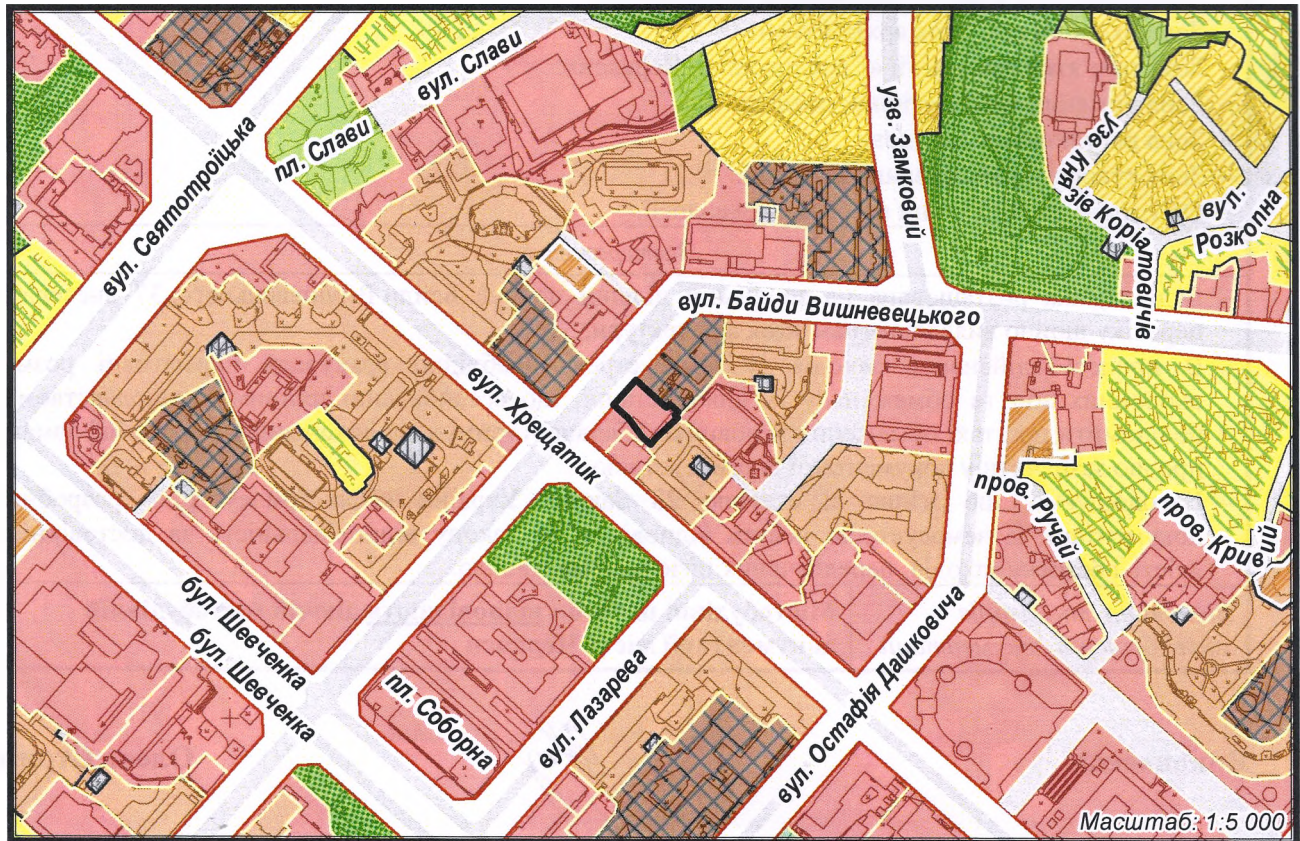 вул. Слави
пл. Слави
вул. Святотроїцька
узв. Замковий
узв. Князів Коріатовичів
вул.
Розкопна
вул. Байди Вишневецького
вул. Хрещатик
пров. Ручай
пров. Кривий
бул. Шевченка
бул. Шевченка
пл. Соборна
вул. Лазарева
вул. Остафія Дашковича
Масштаб: 1:5 000